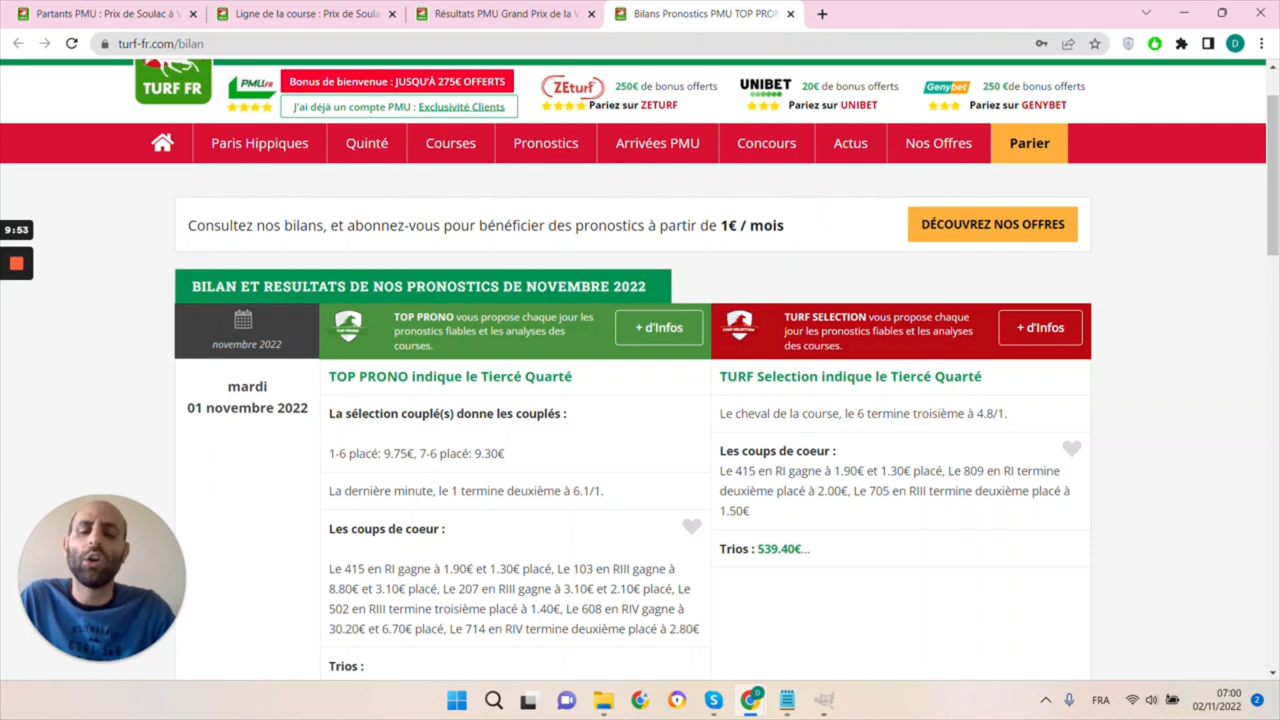 Partants PMU : Prix de Soulac à V
Ligne de la course : Prix de Soula
Résultats PMU Grand Prix de la V
Bilans Pronostics PMU TOP PRON
turf-fr.com/bilan
D
TURF FR
PMU.FR
Bonus de bienvenue : JUSQU'À 275€ OFFERTS
J'ai déjà un compte PMU : Exclusivité Clients
ZEturf
250€ de bonus offerts
Pariez sur ZETURF
UNIBET
20€ de bonus offerts
Pariez sur UNIBET
Genybet
250 €de bonus offerts
Pariez sur GENYBET
Paris Hippiques
Quinté
Courses
Pronostics
Arrivées PMU
Concours
Actus
Nos Offres
Parier
9:53
Consultez nos bilans, et abonnez-vous pour bénéficier des pronostics à partir de 1€ / mois
DÉCOUVREZ NOS OFFRES
BILAN ET RESULTATS DE NOS PRONOSTICS DE NOVEMBRE 2022
novembre 2022
TOP PRONO
TOP PRONO vous propose chaque jour les
pronostics fiables et les analyses des
courses.
+ d'Infos
TURF SELECTION
TURF SELECTION vous propose chaque
jour les pronostics fiables et les analyses
des courses.
+ d'Infos
mardi
01 novembre 2022
TOP PRONO indique le Tiercé Quarté
La sélection couplé(s) donne les couplés :
1-6 placé: 9.75€, 7-6 placé: 9.30€
La dernière minute, le 1 termine deuxième à 6.1/1.
Les coups de coeur :
Le 415 en RI gagne à 1.90€ et 1.30€ placé, Le 103 en RIII gagne à
8.80€ et 3.10€ placé, Le 207 en RIII gagne à 3.10€ et 2.10€ placé, Le
502 en RIII termine troisième placé à 1.40€, Le 608 en RIV gagne à
30.20€ et 6.70€ placé, Le 714 en RIV termine deuxième placé à 2.80€
Trios :
TURF Selection indique le Tiercé Quarté
Le cheval de la course, le 6 termine troisième à 4.8/1.
Les coups de coeur :
Le 415 en RI gagne à 1.90€ et 1.30€ placé, Le 809 en RI termine
deuxième placé à 2.00€, Le 705 en RIII termine deuxième placé à
1.50€
Trios : 539.40€...
D
FRA
07:00
02/11/2022
2